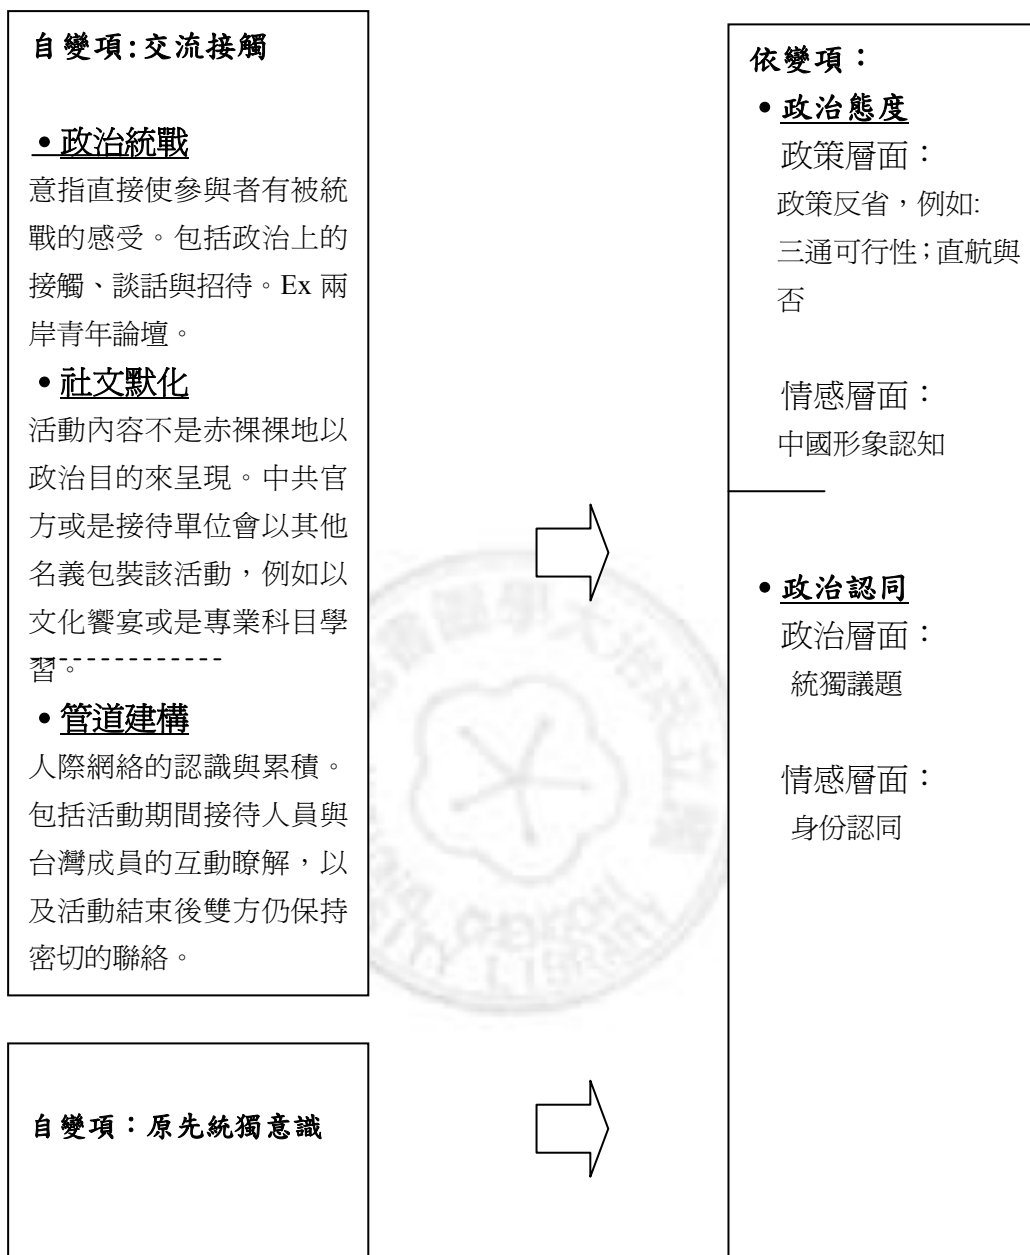 自變項:交流接觸
•政治統戰
意指直接使參與者有被統
戰的感受。包括政治上的
接觸、談話與招待。Ex 兩
岸青年論壇。
•社文默化
活動內容不是赤裸裸地以
政治目的來呈現。中共官
方或是接待單位會以其他
名義包裝該活動，例如以
文化饗宴或是專業科目學
習。
•管道建構
人際網絡的認識與累積。
包括活動期間接待人員與
台灣成員的互動瞭解，以
及活動結束後雙方仍保持
密切的聯絡。
自變項：原先統獨意識
依變項：
•政治態度
政策層面：
政策反省，例如:
三通可行性;直航與
否
情感層面：
中國形象認知
•政治認同
政治層面：
統獨議題
情感層面：
身份認同